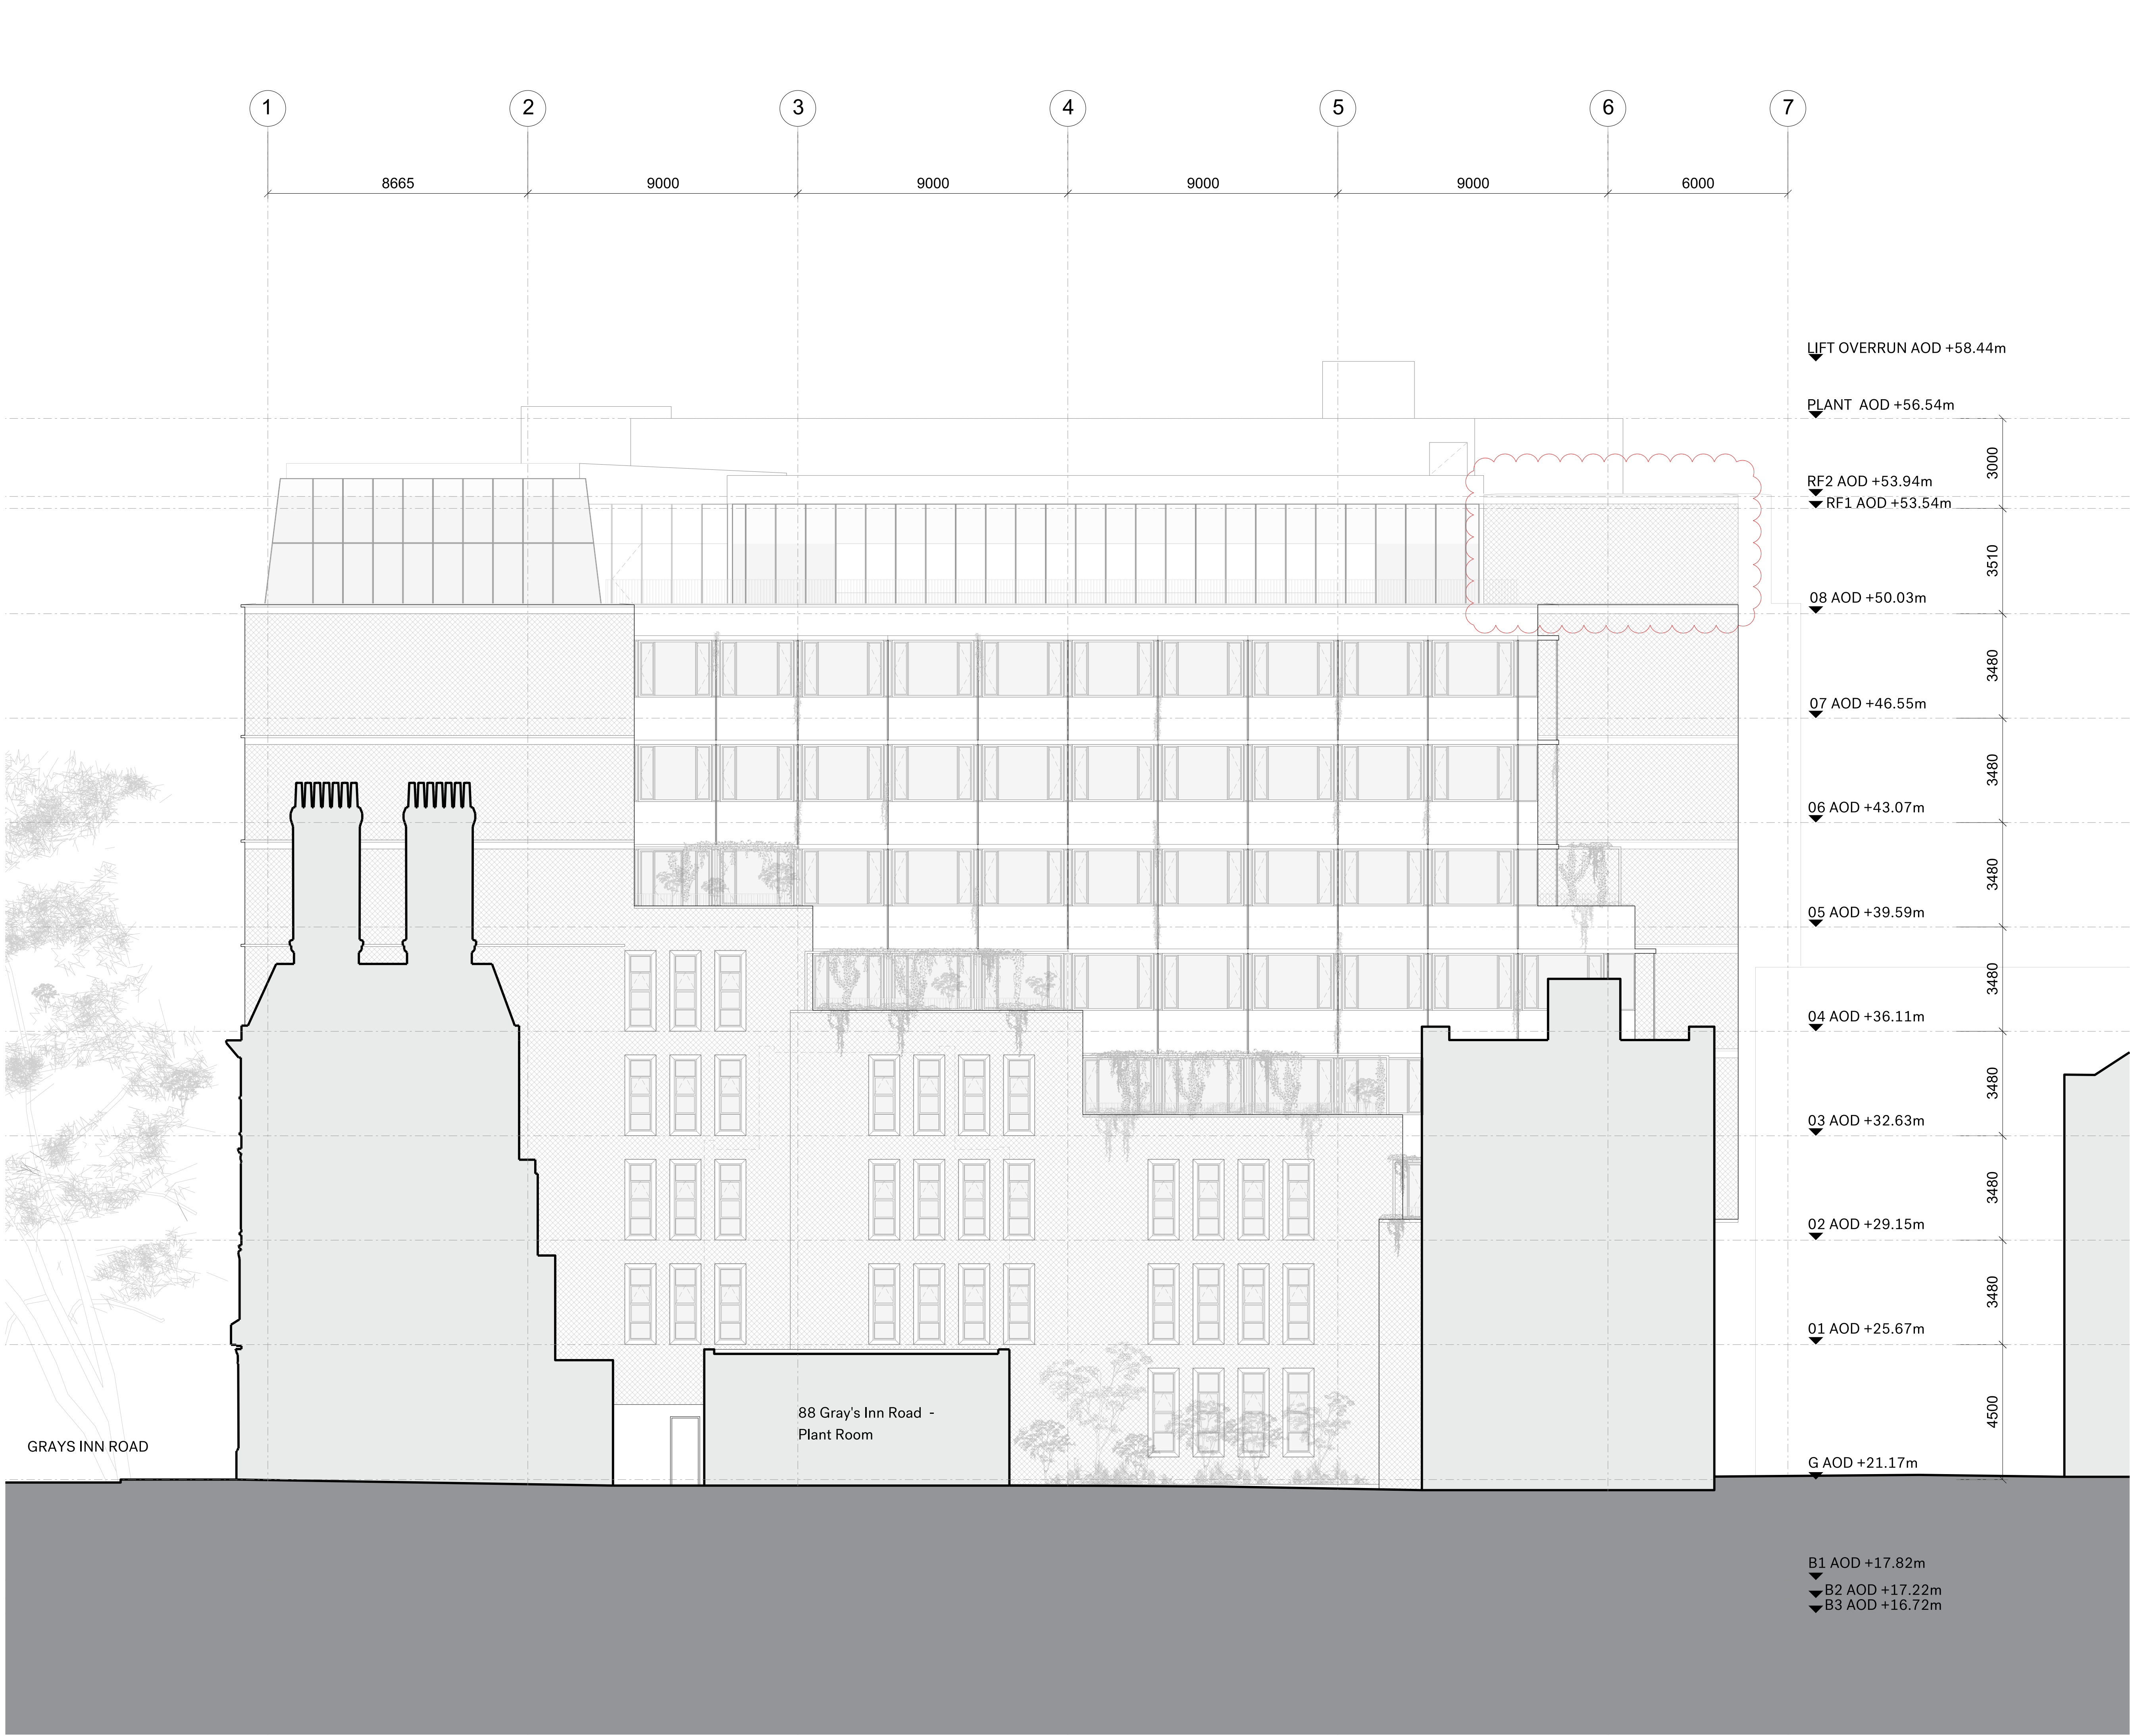 1 2 3 4 5 6 7
8665 9000 9000 9000 9000 6000
LIFT OVERRUN AOD +58.44m
PLANT AOD +56.54m
3000
RF2 AOD +53.94m
RF1 AOD +53.54m
3510
08 AOD +50.03m
3480
07 AOD +46.55m
3480
06 AOD +43.07m
3480
05 AOD +39.59m
3480
04 AOD +36.11m
3480
03 AOD +32.63m
3480
02 AOD +29.15m
3480
01 AOD +25.67m
4500
88 Gray's Inn Road -
Plant Room
GRAYS INN ROAD
G AOD +21.17m
B1 AOD +17.82m
B2 AOD +17.22m
B3 AOD +16.72m